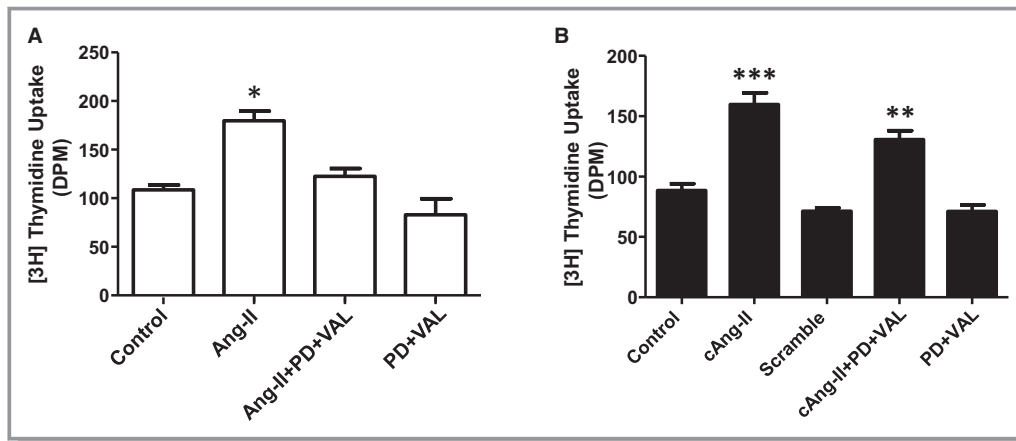 A
[3H] Thymidine Uptake
(DPM)
250
200
150
100
50
0
*
Control
Ang-II
Ang-II+PD+VAL
PD+VAL
B
[3H] Thymidine Uptake
(DPM)
200
150
100
50
0
***
**
Control
cAng-II
Scramble
cAng-II+PD+VAL
PD+VAL